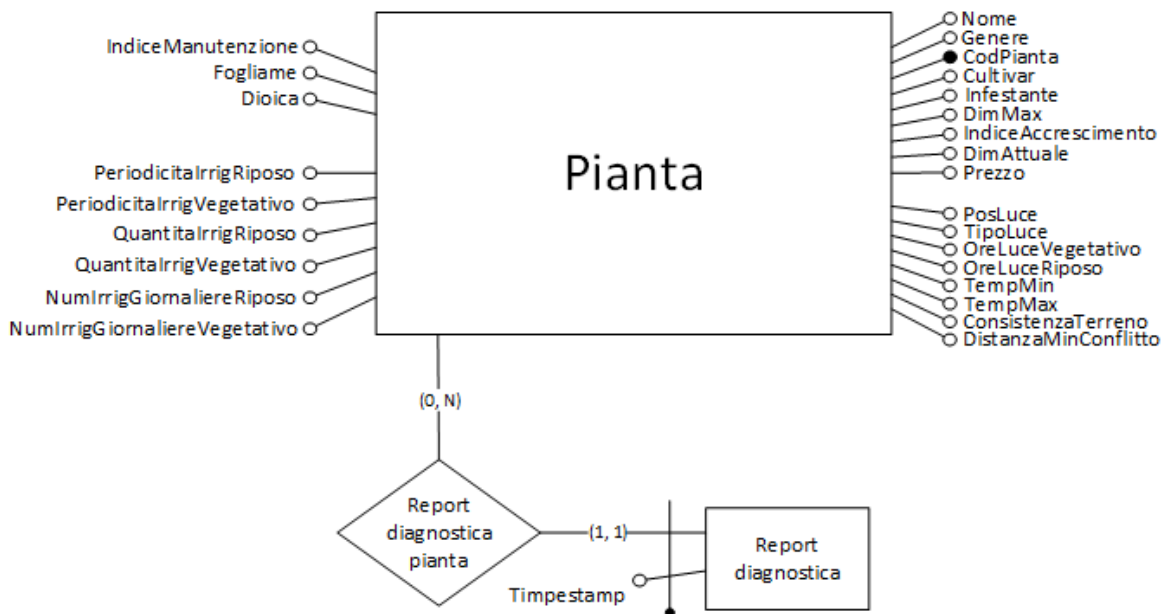 IndiceManutenzione
Fogliame
Dioica
PeriodicitaIrrigRiposo
PeriodicitaIrrigVegetativo
QuantitaIrrigRiposo
QuantitaIrrigVegetativo
NumIrrigGiornaliereRiposo
NumIrrigGiornaliereVegetativo
Pianta
Nome
Genere
CodPianta
Cultivar
Infestante
DimMax
IndiceAccrescimento
DimAttuale
Prezzo
PosLuce
TipoLuce
OreLuceVegetativo
OreLuceRiposo
TempMin
TempMax
ConsistenzaTerreno
DistanzaMinConflitto
(0, N)
Report
diagnostica
pianta
(1, 1)
Timpestamp
Report
diagnostica